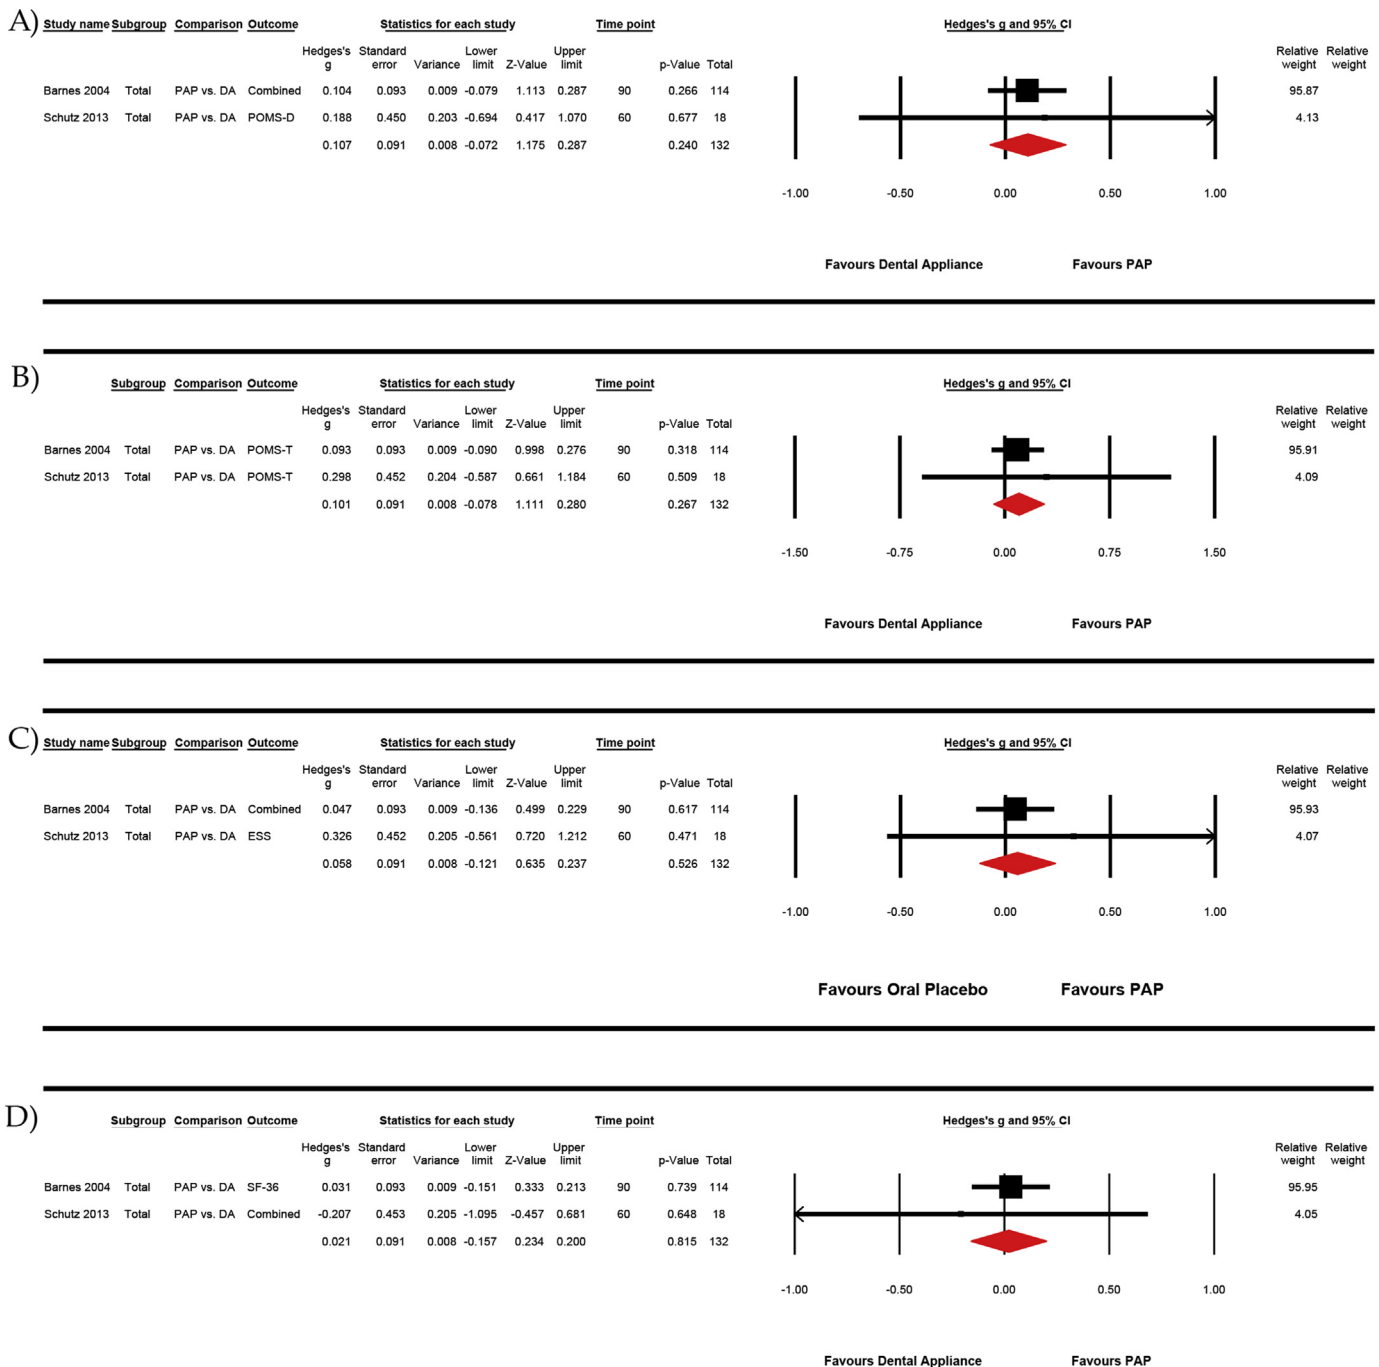 A) Study name Subgroup Comparison Outcome Statistics for each study Time point Hedges's g and 95% CI
Hedges's Standard Lower Upper Relative Relative
g error Variance limit Z-Value limit p-Value Total weight weight
Barnes 2004 Total PAP vs. DA Combined 0.104 0.093 0.009 -0.079 1.113 0.287 90 0.266 114 95.87
Schutz 2013 Total PAP vs. DA POMS-D 0.188 0.450 0.203 -0.694 0.417 1.070 60 0.677 18 4.13
0.107 0.091 0.008 -0.072 1.175 0.287 0.240 132
-1.00 -0.50 0.00 0.50 1.00
Favours Dental Appliance Favours PAP
B) Subgroup Comparison Outcome Statistics for each study Time point Hedges's g and 95% CI
Hedges's Standard Lower Upper Relative Relative
g error Variance limit Z-Value limit p-Value Total weight weight
Barnes 2004 Total PAP vs. DA POMS-T 0.093 0.093 0.009 -0.090 0.998 0.276 90 0.318 114 95.91
Schutz 2013 Total PAP vs. DA POMS-T 0.298 0.452 0.204 -0.587 0.661 1.184 60 0.509 18 4.09
0.101 0.091 0.008 -0.078 1.111 0.280 0.267 132
-1.50 -0.75 0.00 0.75 1.50
Favours Dental Appliance Favours PAP
C) Study name Subgroup Comparison Outcome Statistics for each study Time point Hedges's g and 95% CI
Hedges's Standard Lower Upper Relative Relative
g error Variance limit Z-Value limit p-Value Total weight weight
Barnes 2004 Total PAP vs. DA Combined 0.047 0.093 0.009 -0.136 0.499 0.229 90 0.617 114 95.93
Schutz 2013 Total PAP vs. DA ESS 0.326 0.452 0.205 -0.561 0.720 1.212 60 0.471 18 4.07
0.058 0.091 0.008 -0.121 0.635 0.237 0.526 132
-1.00 -0.50 0.00 0.50 1.00
Favours Oral Placebo Favours PAP
D) Subgroup Comparison Outcome Statistics for each study Time point Hedges's g and 95% CI
Hedges's Standard Lower Upper Relative Relative
g error Variance limit Z-Value limit p-Value Total weight weight
Barnes 2004 Total PAP vs. DA SF-36 0.031 0.093 0.009 -0.151 0.333 0.213 90 0.739 114 95.95
Schutz 2013 Total PAP vs. DA Combined -0.207 0.453 0.205 -1.095 -0.457 0.681 60 0.648 18 4.05
0.021 0.091 0.008 -0.157 0.234 0.200 0.815 132
-1.00 -0.50 0.00 0.50 1.00
Favours Dental Appliance Favours PAP